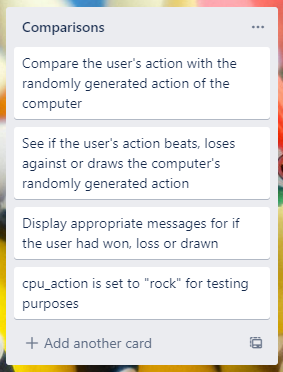 Comparisons
Compare the user's action with the
randomly generated action of the
computer
See if the user's action beats, loses
against or draws the computer's
randomly generated action
Display appropriate messages for if
the user had won, loss or drawn
cpu_action is set to "rock" for testing
purposes
Add another card